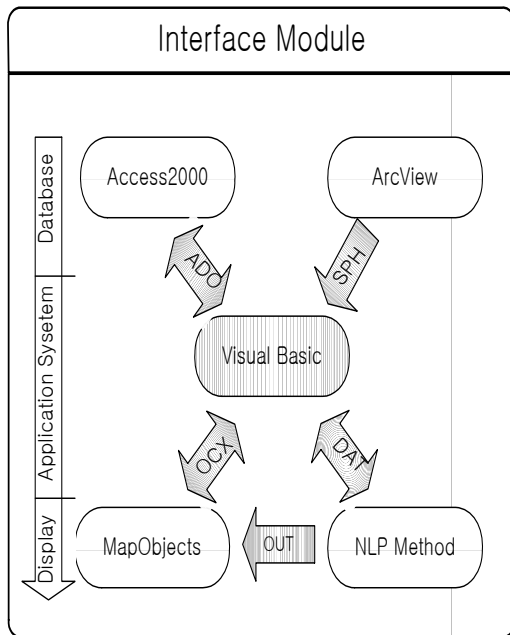 Interface Module
Database
Access2000
ArcView
ADO
SPH
Application Sysetem
Visual Basic
OCX
DAT
Display
MapObjects
OUT
NLP Method